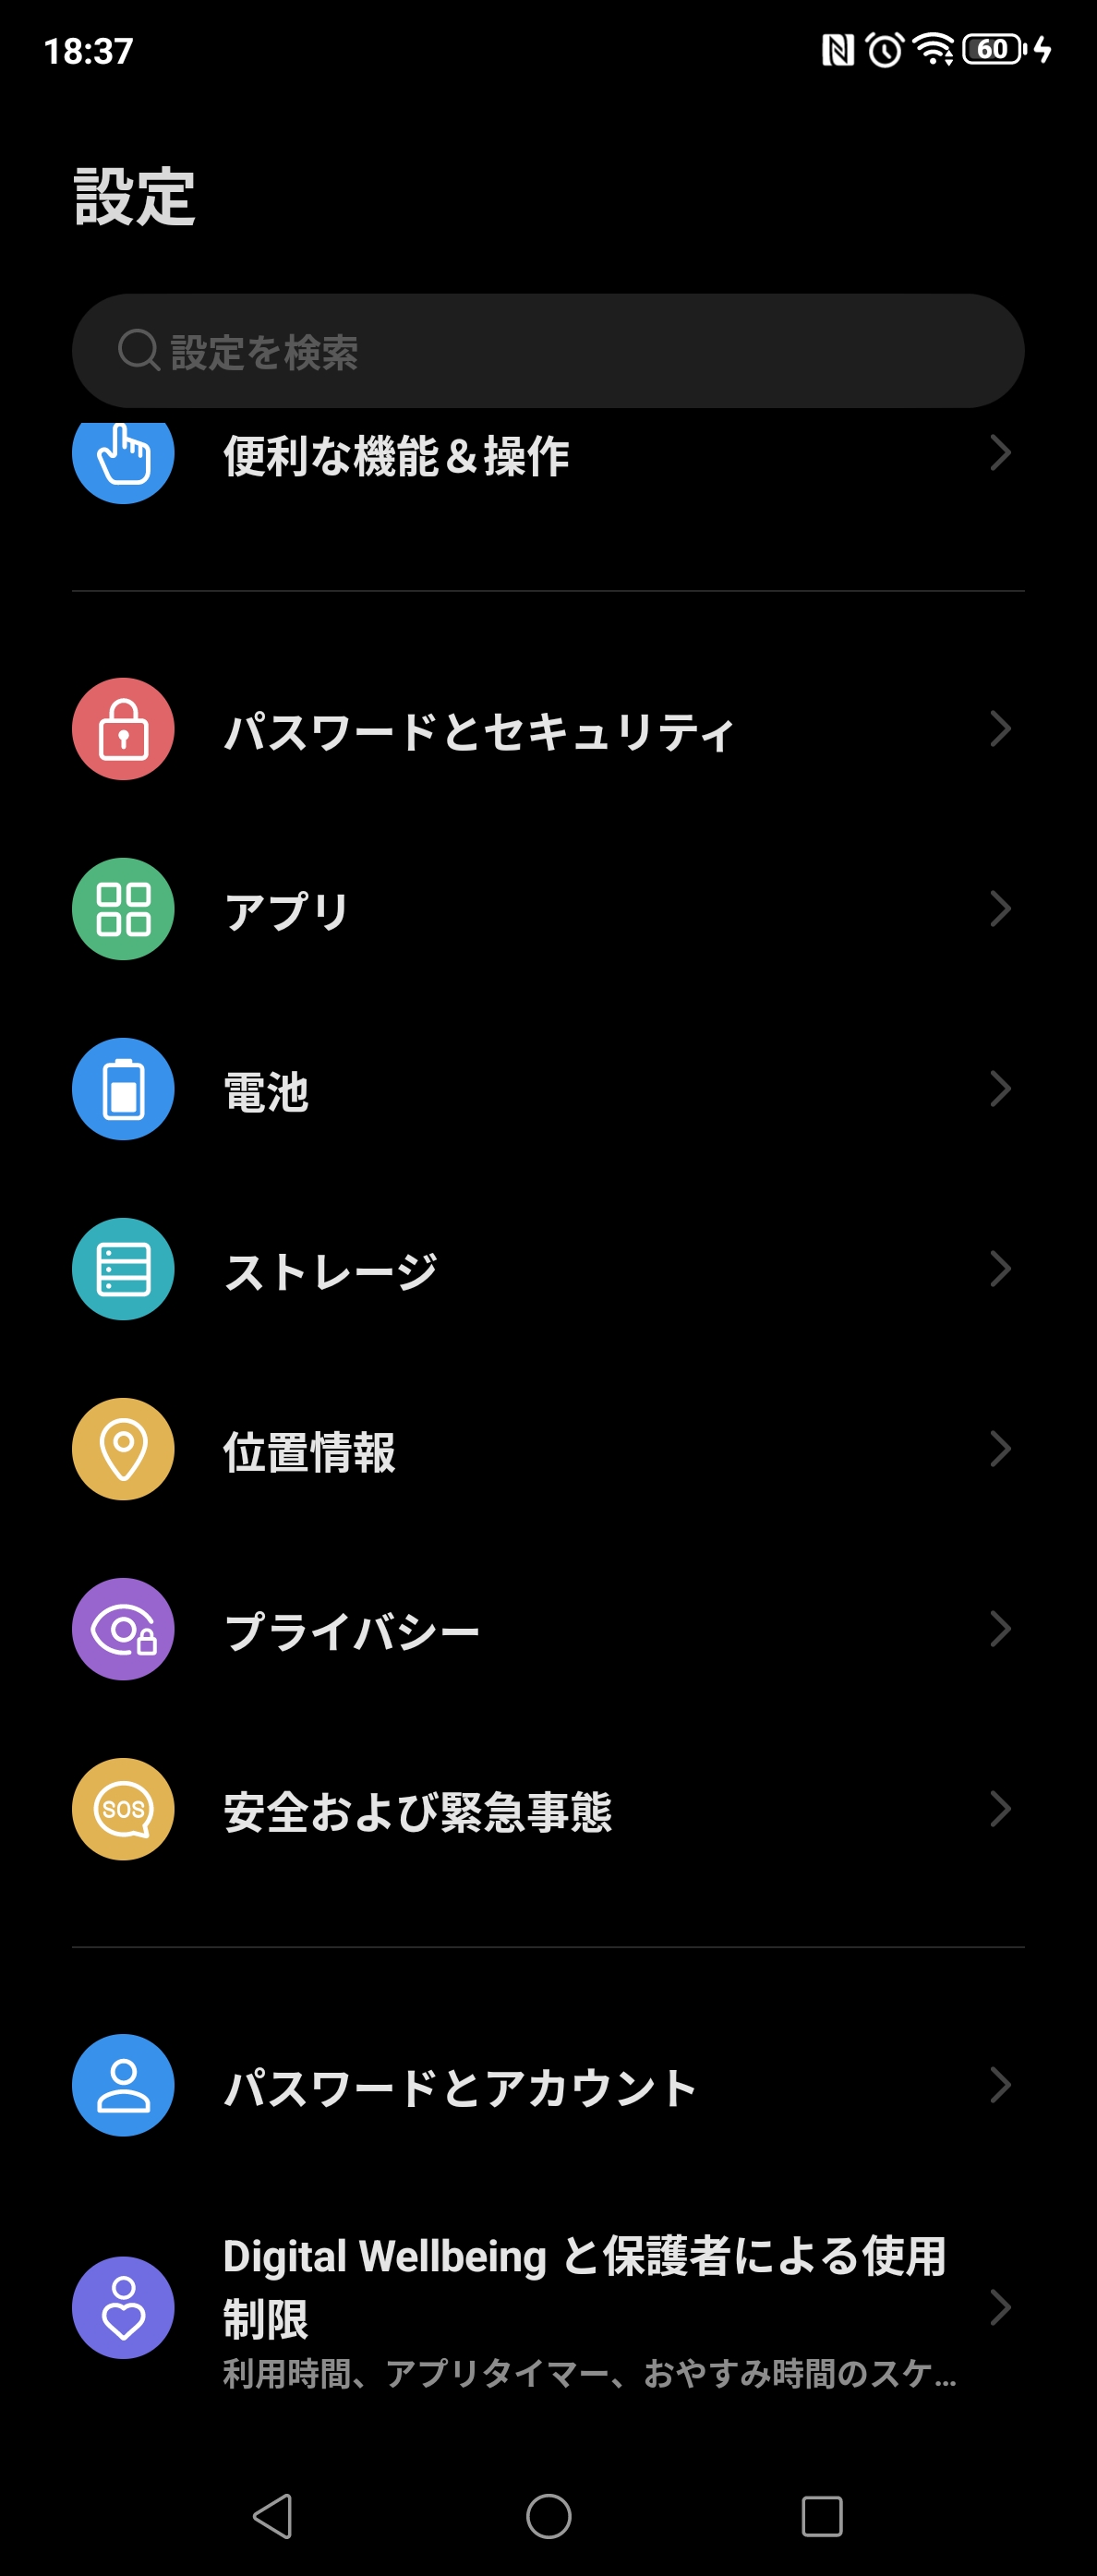 18:37
60
設定
設定を検索
便利な機能＆操作
パスワードとセキュリティ
アプリ
電池
ストレージ
位置情報
プライバシー
SOS
安全および緊急事態
パスワードとアカウント
Digital Wellbeing と保護者による使用
制限
利用時間、アプリタイマー、おやすみ時間のスケ…